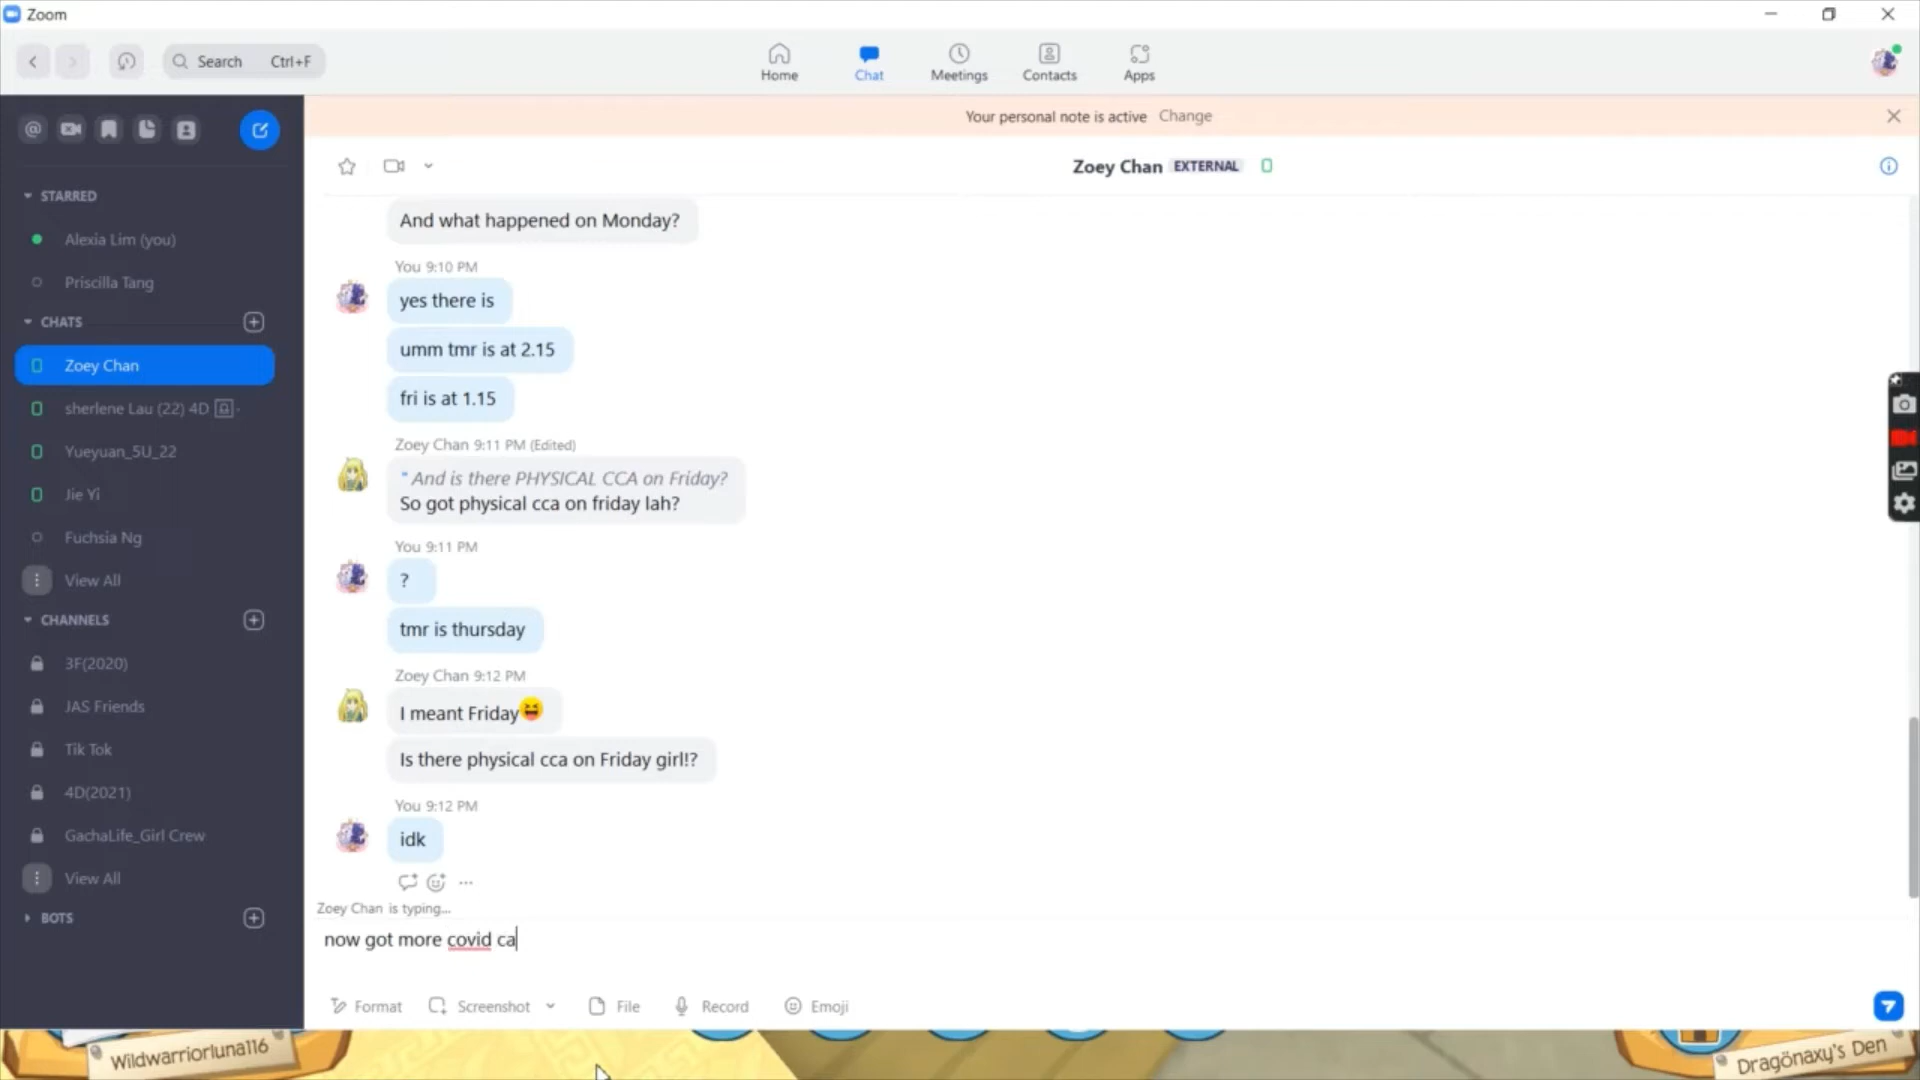 Zoom
Search Ctrl+F
Home
Chat
Meetings
Contacts
Apps
Your personal note is active Change
STARRED
Alexia Lim (you)
Priscilla Tang
CHATS
Zoey Chan
sherlene Lau (22) 4D
Yueyuan_5U_22
Jie Yi
Fuchsia Ng
View All
CHANNELS
3F(2020)
JAS Friends
Tik Tok
4D(2021)
GachaLife_Girl Crew
View All
BOTS
Zoey Chan EXTERNAL
And what happened on Monday?
You 9:10 PM
yes there is
umm tmr is at 2.15
fri is at 1.15
Zoey Chan 9:11 PM (Edited)
" And is there PHYSICAL CCA on Friday?
So got physical cca on friday lah?
You 9:11 PM
?
tmr is thursday
Zoey Chan 9:12 PM
I meant Friday😝
Is there physical cca on Friday girl!?
You 9:12 PM
idk
Zoey Chan is typing...
now got more covid ca
Format
Screenshot
File
Record
Emoji
Wildwarriorluna116
Dragönaxy's Den